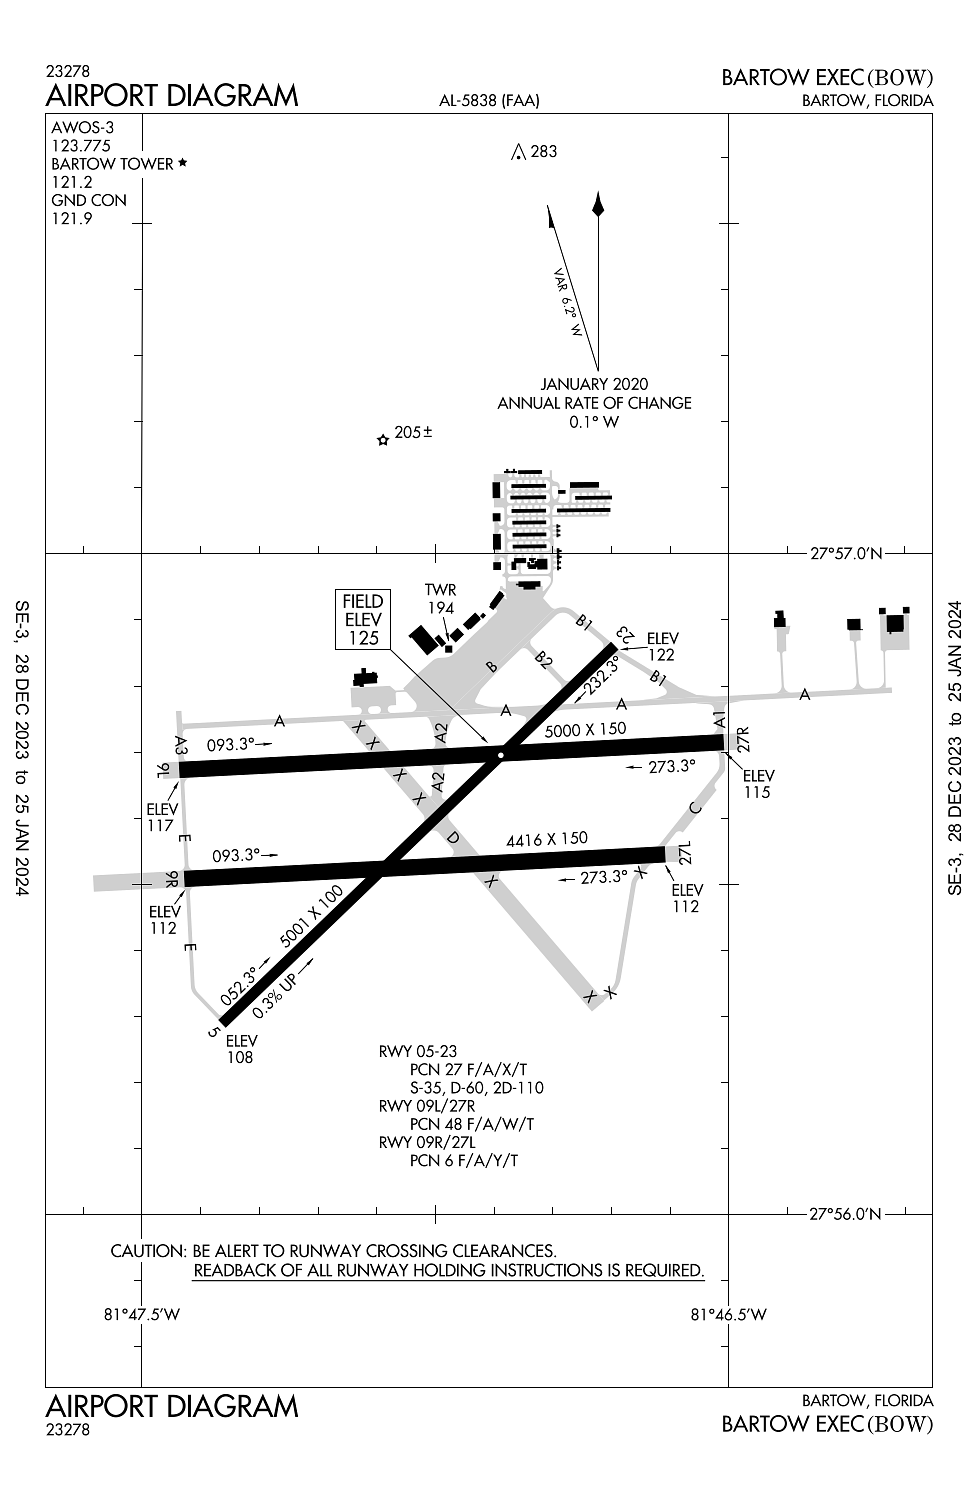 23278
AIRPORT DIAGRAM
AL-5838 (FAA)
BARTOW EXEC (BOW)
BARTOW, FLORIDA
AWOS-3
123.775
BARTOW TOWER ★
121.2
GND CON
121.9
283
VAR 6.2° W
JANUARY 2020
ANNUAL RATE OF CHANGE
0.1° W
205±
27°57.0'N
FIELD
ELEV
125
TWR
194
B1
23
ELEV
122
B
B2
232.3°
B1
A
A
A
A
A1
A3
X
X
A2
093.3°
5000 X 150
27R
9L
X
A2
273.3°
ELEV
115
ELEV
117
X
C
E
D
4416 X 150
093.3°
27L
9R
X
273.3°
X
ELEV
112
ELEV
112
5001 X 100
E
052.3°
0.3% UP
X
X
5
ELEV
108
RWY 05-23
PCN 27 F/A/X/T
S-35, D-60, 2D-110
RWY 09L/27R
PCN 48 F/A/W/T
RWY 09R/27L
PCN 6 F/A/Y/T
27°56.0'N
CAUTION: BE ALERT TO RUNWAY CROSSING CLEARANCES.
READBACK OF ALL RUNWAY HOLDING INSTRUCTIONS IS REQUIRED.
81°47.5'W
81°46.5'W
AIRPORT DIAGRAM
23278
BARTOW, FLORIDA
BARTOW EXEC (BOW)
SE-3, 28 DEC 2023 to 25 JAN 2024
SE-3, 28 DEC 2023 to 25 JAN 2024